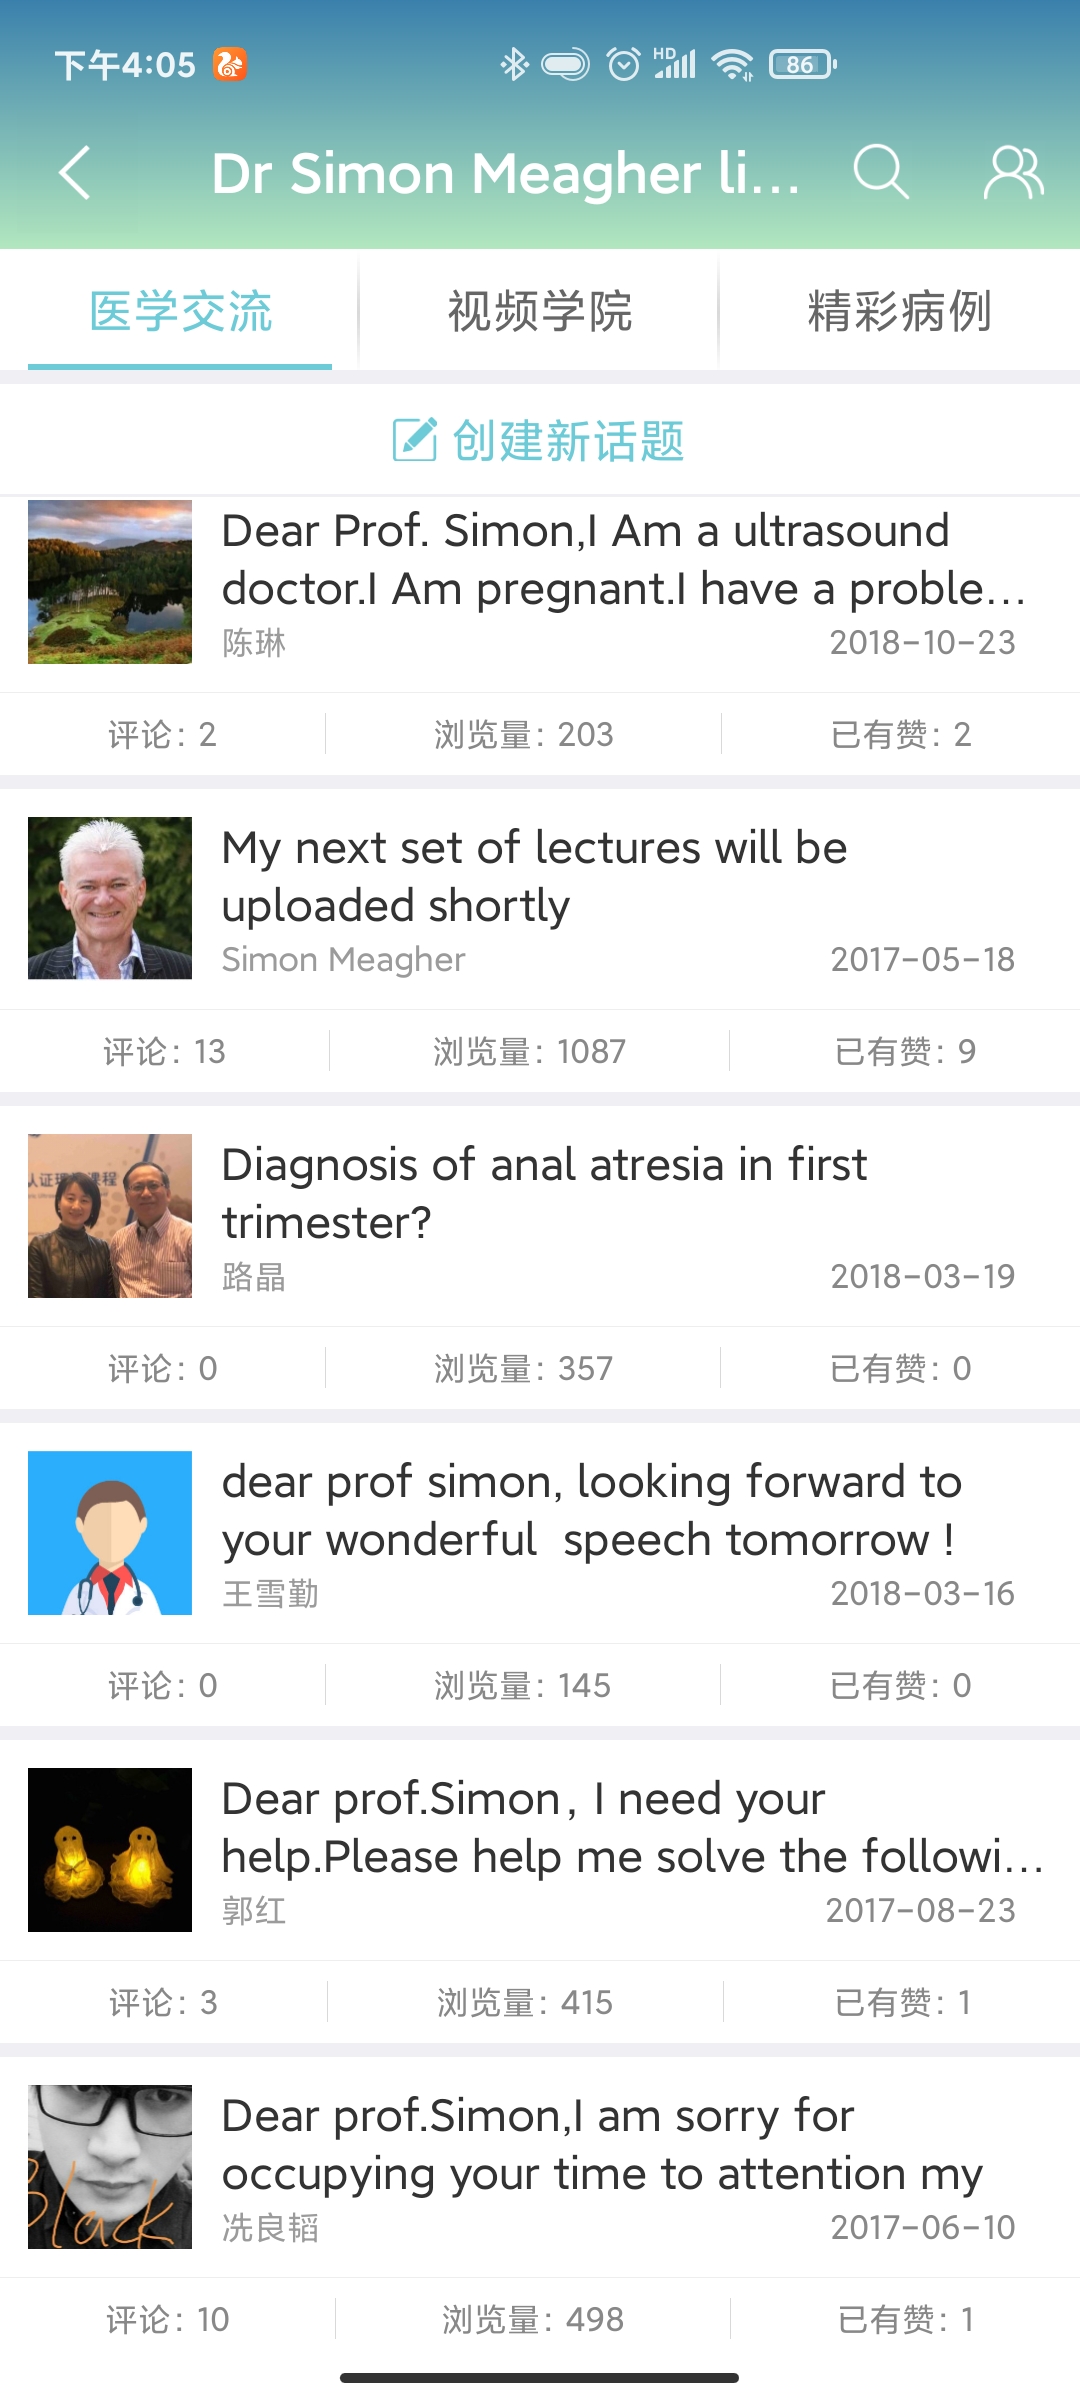 下午4:05
HD
86
Dr Simon Meagher li...
医学交流
视频学院
精彩病例
创建新话题
Dear Prof. Simon,I Am a ultrasound
doctor.I Am pregnant.I have a proble...
陈琳
2018-10-23
评论: 2
浏览量: 203
已有赞: 2
My next set of lectures will be
uploaded shortly
Simon Meagher
2017-05-18
评论: 13
浏览量: 1087
已有赞: 9
Diagnosis of anal atresia in first
trimester?
路晶
2018-03-19
评论: 0
浏览量: 357
已有赞: 0
dear prof simon, looking forward to
your wonderful  speech tomorrow !
王雪勤
2018-03-16
评论: 0
浏览量: 145
已有赞: 0
Dear prof.Simon, I need your
help.Please help me solve the followi...
郭红
2017-08-23
评论: 3
浏览量: 415
已有赞: 1
Black
Dear prof.Simon,I am sorry for
occupying your time to attention my
冼良韬
2017-06-10
评论: 10
浏览量: 498
已有赞: 1